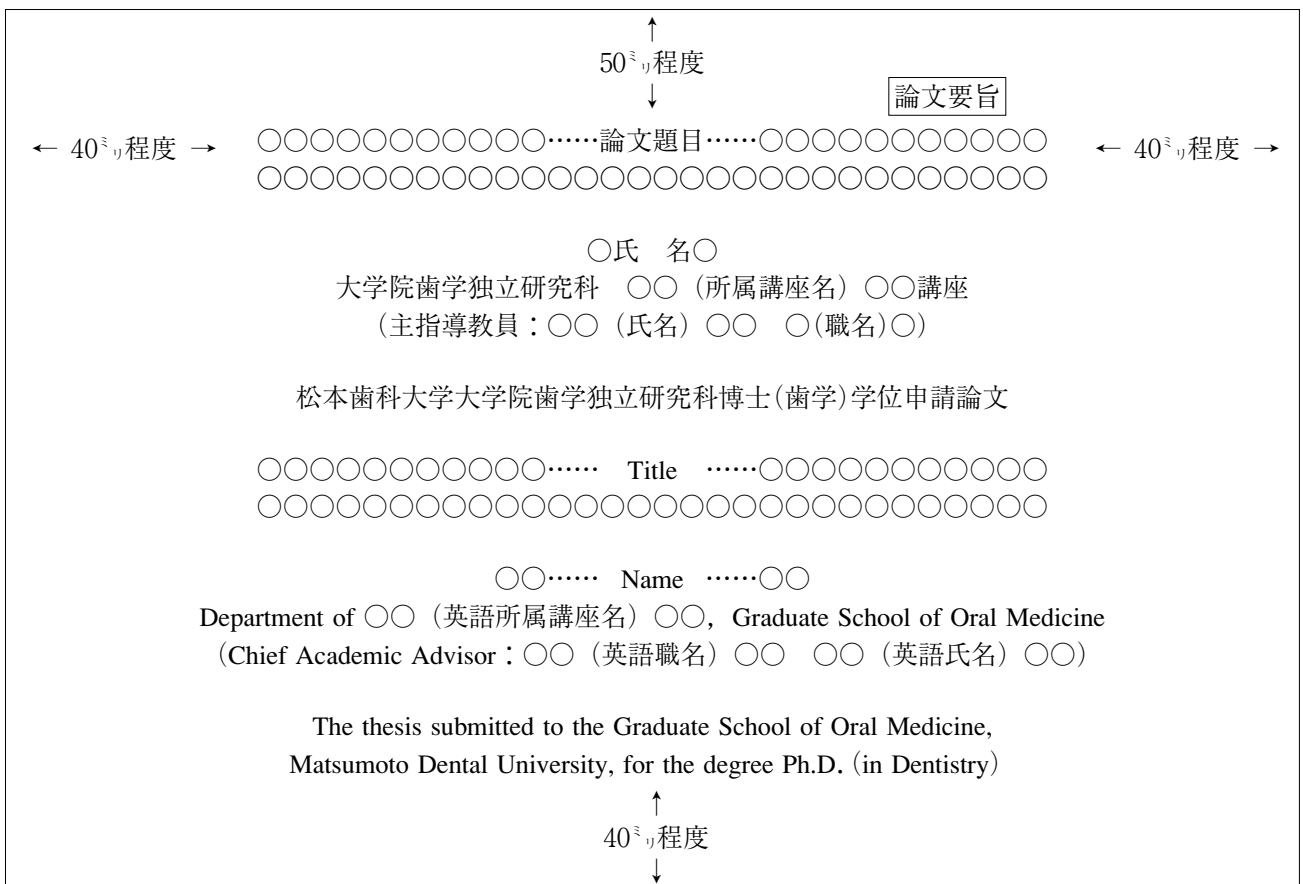 ↑
50㍉程度
↓
論文要旨
← 40㍉程度 →
○○○○○○○○○○○……論文題目……○○○○○○○○○○○
← 40㍉程度 →
○○○○○○○○○○○○○○○○○○○○○○○○○○○○○○
○氏　名○
大学院歯学独立研究科　○○（所属講座名）○○講座
（主指導教員：○○（氏名）○○　○(職名)○）
松本歯科大学大学院歯学独立研究科博士(歯学)学位申請論文
○○○○○○○○○○○……　Title　……○○○○○○○○○○○
○○○○○○○○○○○○○○○○○○○○○○○○○○○○○○
○○……　Name　……○○
Department of ○○（英語所属講座名）○○, Graduate School of Oral Medicine
（Chief Academic Advisor：○○（英語職名）○○　○○（英語氏名）○○）
The thesis submitted to the Graduate School of Oral Medicine,
Matsumoto Dental University, for the degree Ph.D. (in Dentistry)
↑
40㍉程度
↓